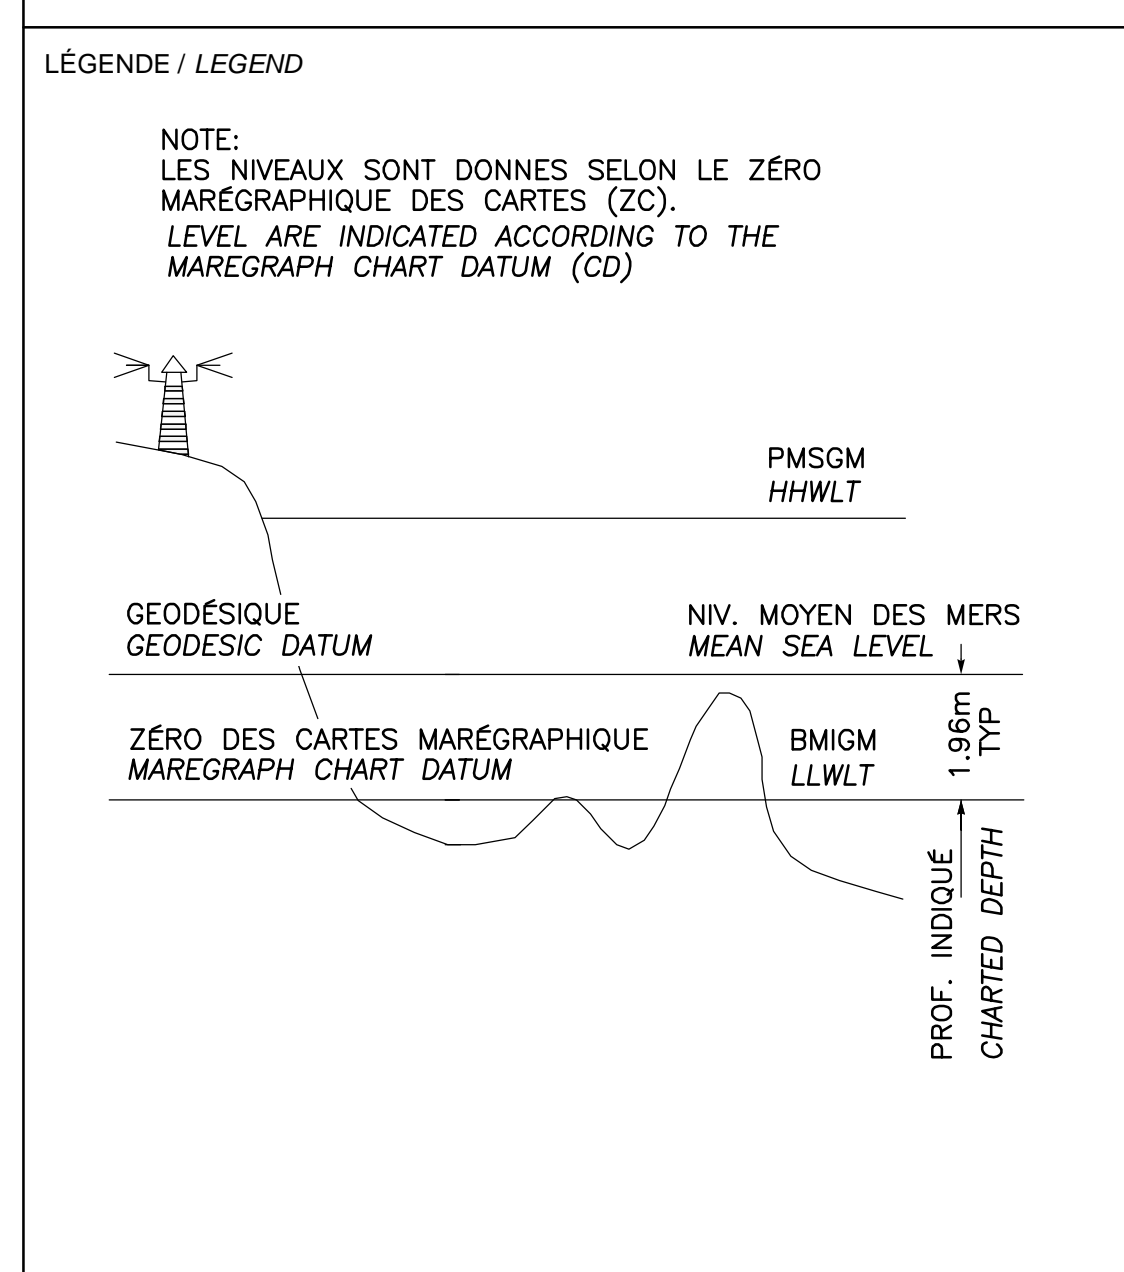 LÉGENDE / LEGEND
NOTE:
LES NIVEAUX SONT DONNES SELON LE ZÉRO
MARÉGRAPHIQUE DES CARTES (ZC).
LEVEL ARE INDICATED ACCORDING TO THE
MAREGRAPH CHART DATUM (CD)
PMSGM
HHWLT
GEODÉSIQUE
GEODESIC DATUM
NIV. MOYEN DES MERS
MEAN SEA LEVEL
ZÉRO DES CARTES MARÉGRAPHIQUE
MAREGRAPH CHART DATUM
BMIGM
LLWLT
1.96m
TYP
PROF. INDIQUÉ
CHARTED DEPTH